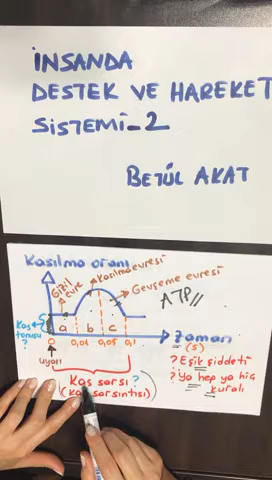 İNSANDA
DESTEK VE HAREKET
SİSTEMİ-2
BETÜL AKAT
Kasılma oranı
Gizil evre
Kasılma evresi
Gevşeme evresi
ATP
Kas tonusu ?
a b c
0 0,01 0,05 0,1
Zaman (s)
uyarı
? Eşik şiddeti
? Ya hep ya hiç kuralı
Kas sarsı ?
(Kas sarsıntısı)